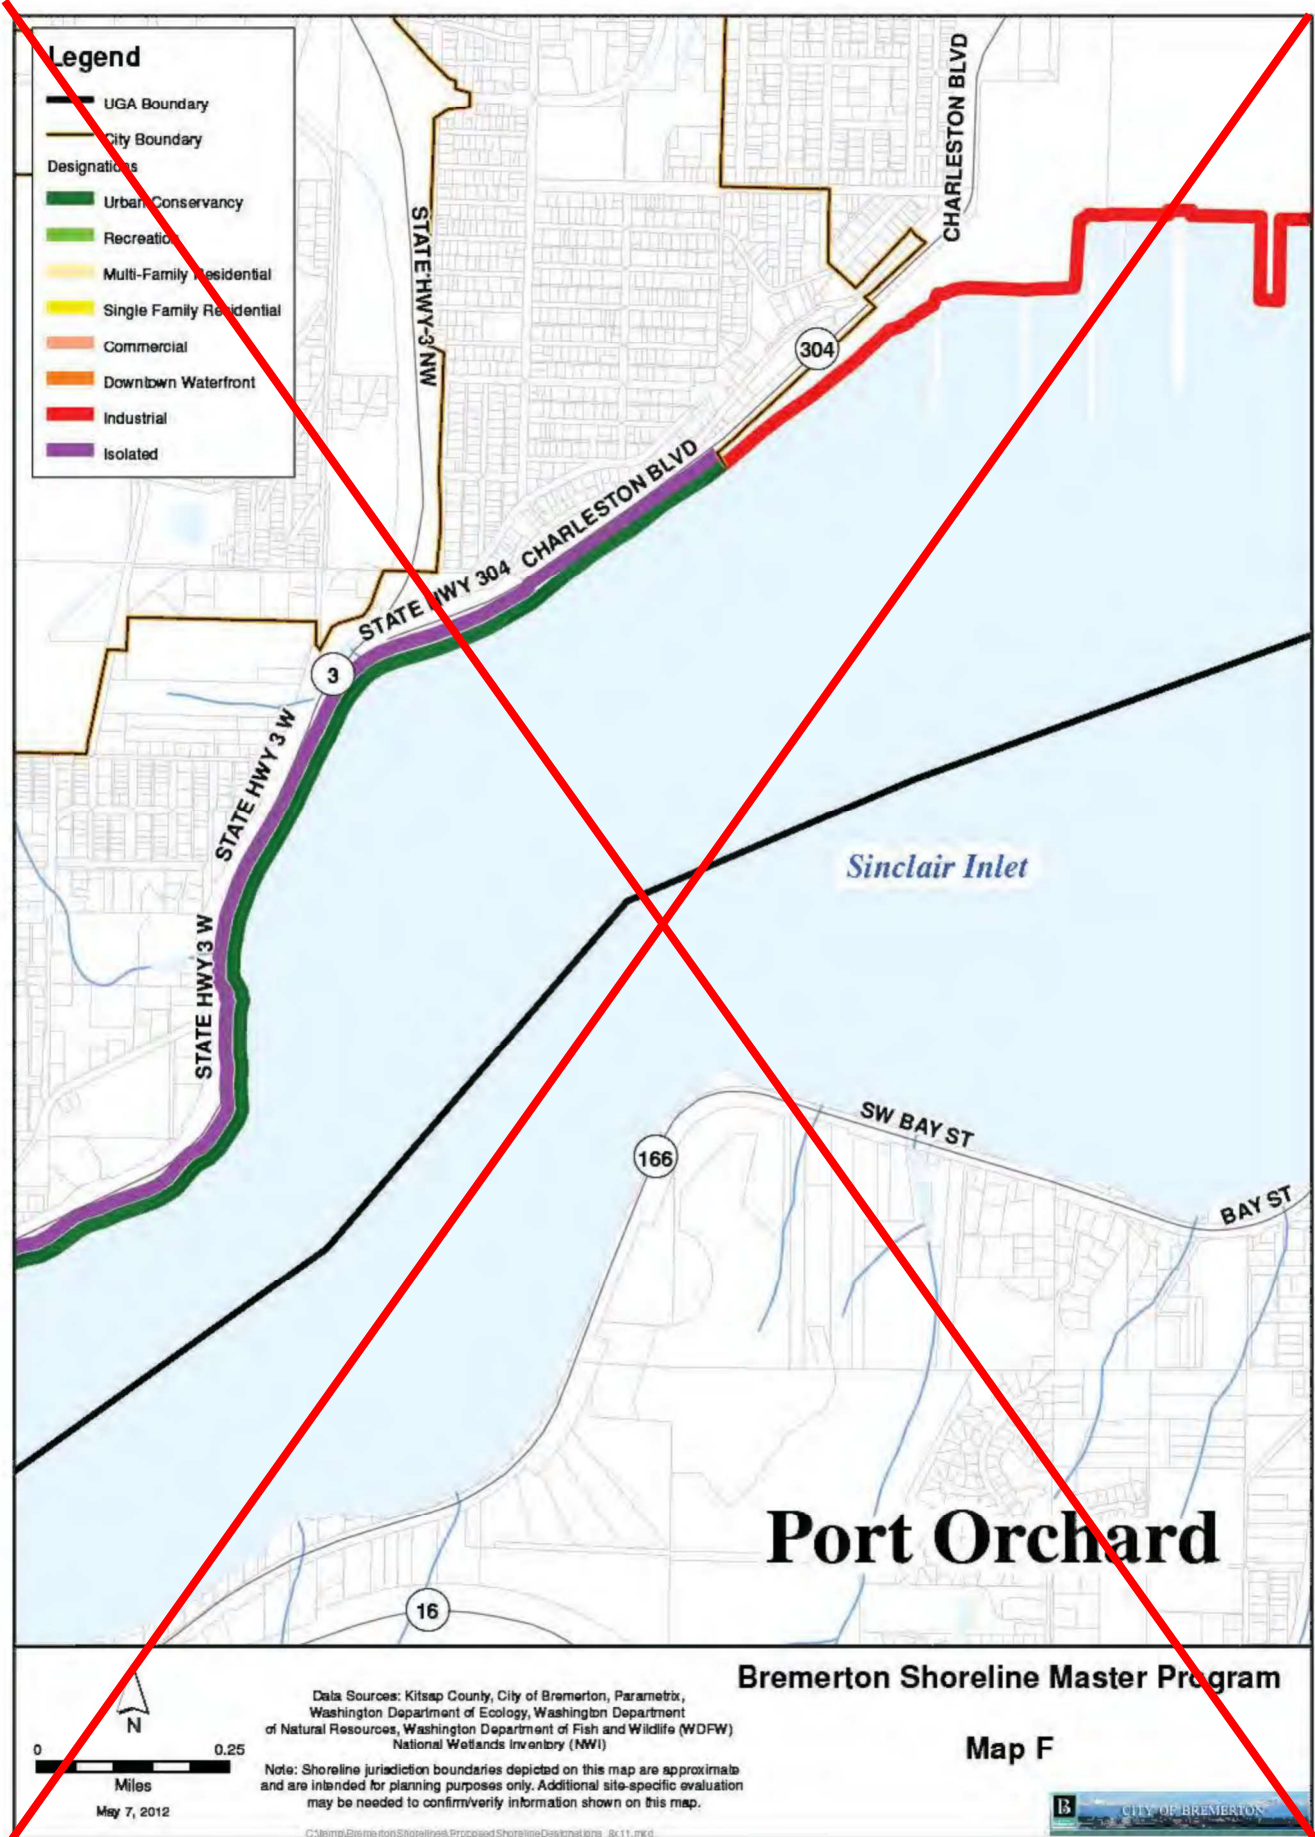 Legend
UGA Boundary
City Boundary
Designations
Urban Conservancy
Recreation
Multi-Family Residential
Single Family Residential
Commercial
Downtown Waterfront
Industrial
Isolated
CHARLESTON BLVD
STATE HWY 3 NW
304
CHARLESTON BLVD
STATE HWY 304
3
STATE HWY 3 W
STATE HWY 3 W
Sinclair Inlet
SW BAY ST
166
BAY ST
Port Orchard
16
Bremerton Shoreline Master Program
Map F
N
0 0.25
Miles
May 7, 2012
Data Sources: Kitsap County, City of Bremerton, Parametrix,
Washington Department of Ecology, Washington Department
of Natural Resources, Washington Department of Fish and Wildlife (WDFW)
National Wetlands Inventory (NWI)
Note: Shoreline jurisdiction boundaries depicted on this map are approximate
and are intended for planning purposes only. Additional site-specific evaluation
may be needed to confirm/verify information shown on this map.
B
CITY OF BREMERTON